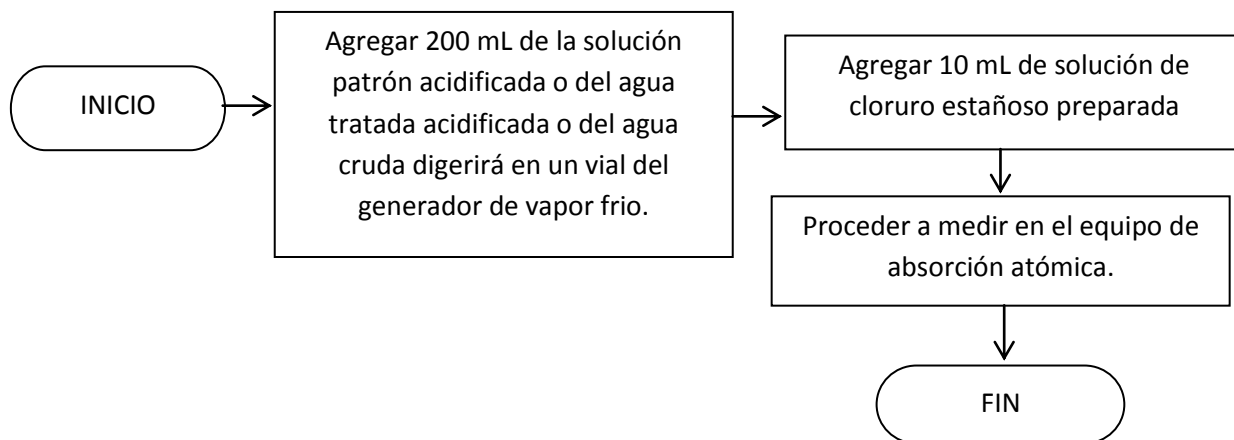 INICIO
Agregar 200 mL de la solución
patrón acidificada o del agua
tratada acidificada o del agua
cruda digerirá en un vial del
generador de vapor frio.
Agregar 10 mL de solución de
cloruro estañoso preparada
Proceder a medir en el equipo de
absorción atómica.
FIN